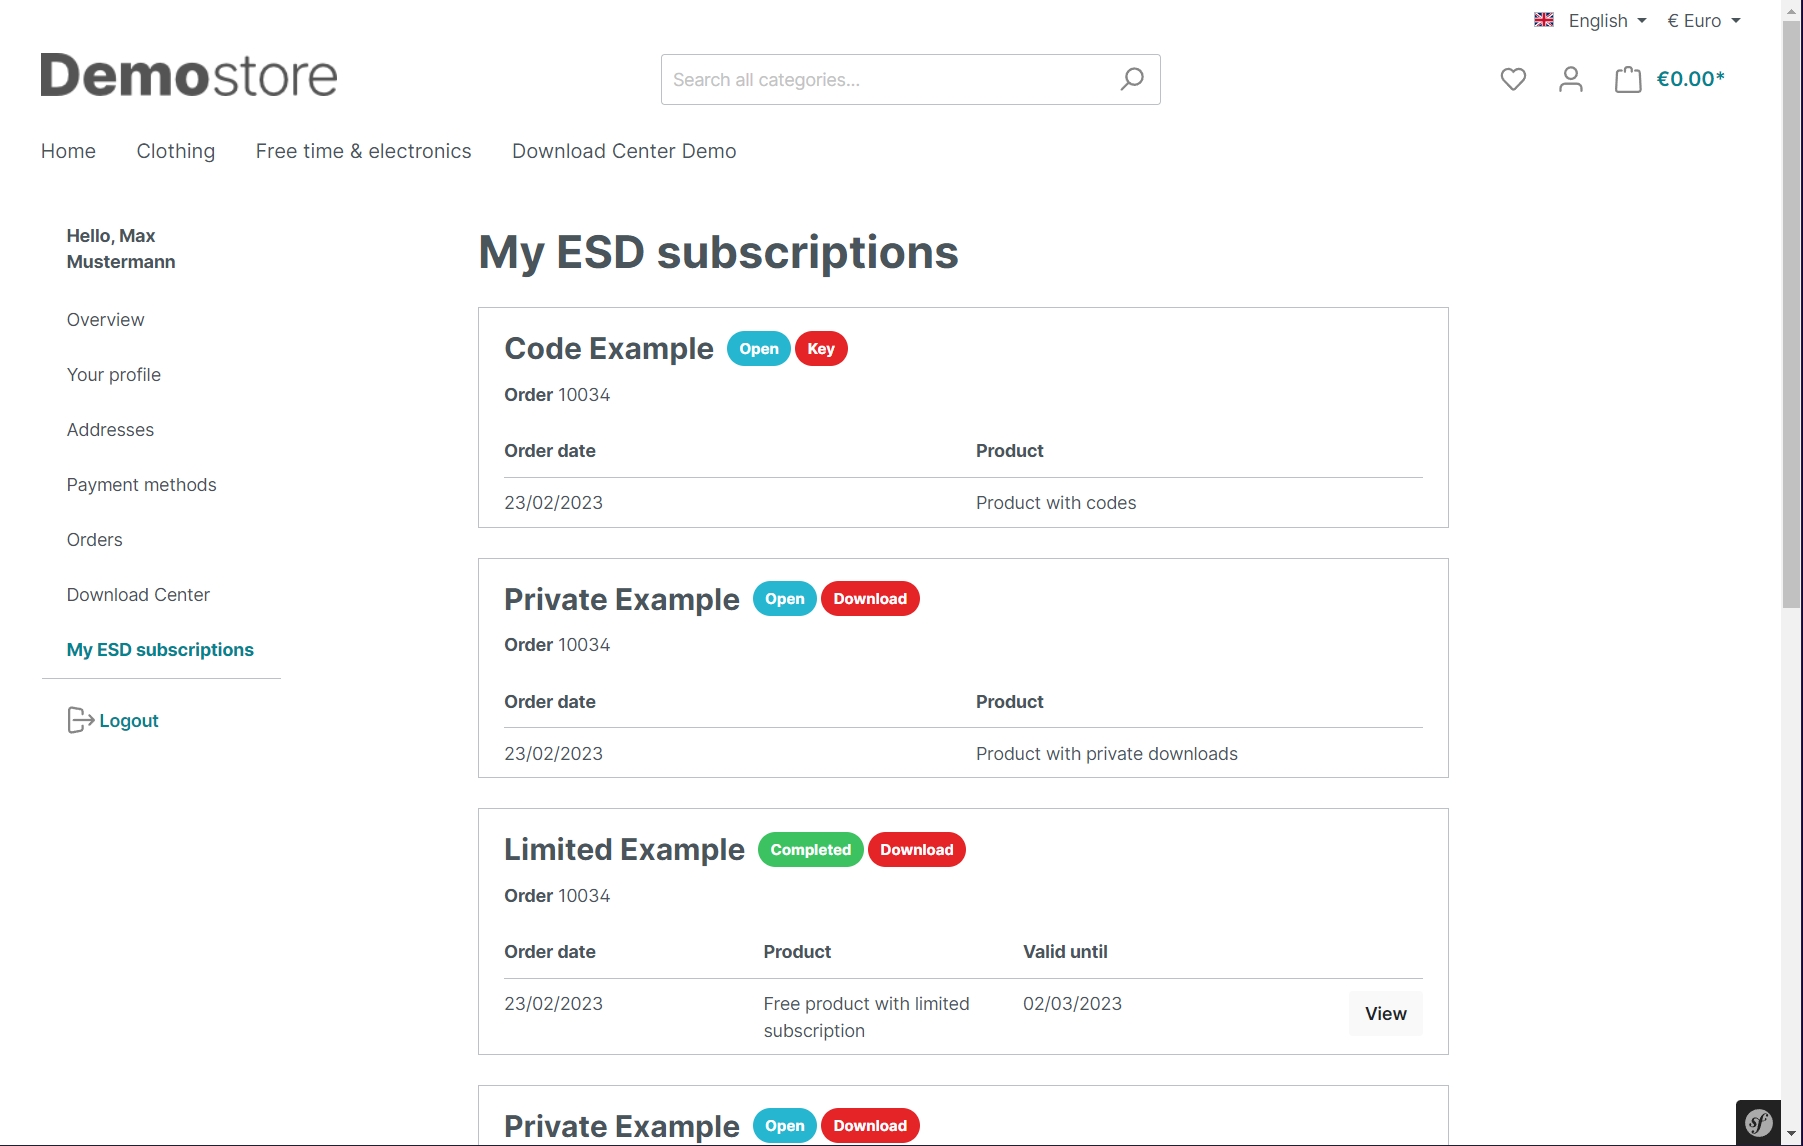 English € Euro
Demostore
Search all categories...
€0.00*
Home Clothing Free time & electronics Download Center Demo
Hello, Max
Mustermann
Overview
Your profile
Addresses
Payment methods
Orders
Download Center
My ESD subscriptions
Logout
My ESD subscriptions
Code Example Open Key
Order 10034
Order date Product
23/02/2023 Product with codes
Private Example Open Download
Order 10034
Order date Product
23/02/2023 Product with private downloads
Limited Example Completed Download
Order 10034
Order date Product Valid until
23/02/2023 Free product with limited 02/03/2023
subscription
View
Private Example Open Download
sf